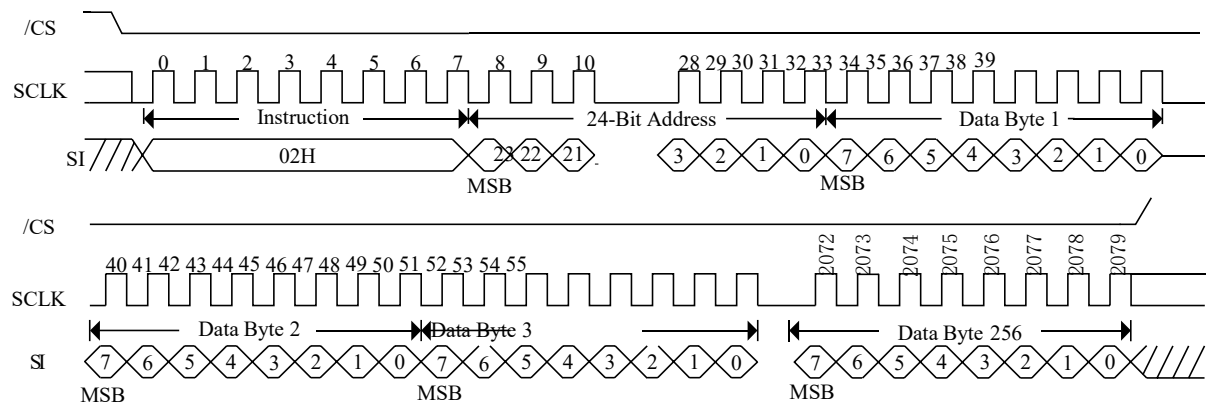 /CS
0 1 2 3 4 5 6 7 8 9 10 28 29 30 31 32 33 34 35 36 37 38 39
SCLK
Instruction 24-Bit Address Data Byte 1
SI 02H 23 22 21 3 2 1 0 7 6 5 4 3 2 1 0
MSB MSB
/CS
40 41 42 43 44 45 46 47 48 49 50 51 52 53 54 55 2072 2073 2074 2075 2076 2077 2078 2079
SCLK
Data Byte 2 Data Byte 3 Data Byte 256
SI 7 6 5 4 3 2 1 0 7 6 5 4 3 2 1 0 7 6 5 4 3 2 1 0
MSB MSB MSB